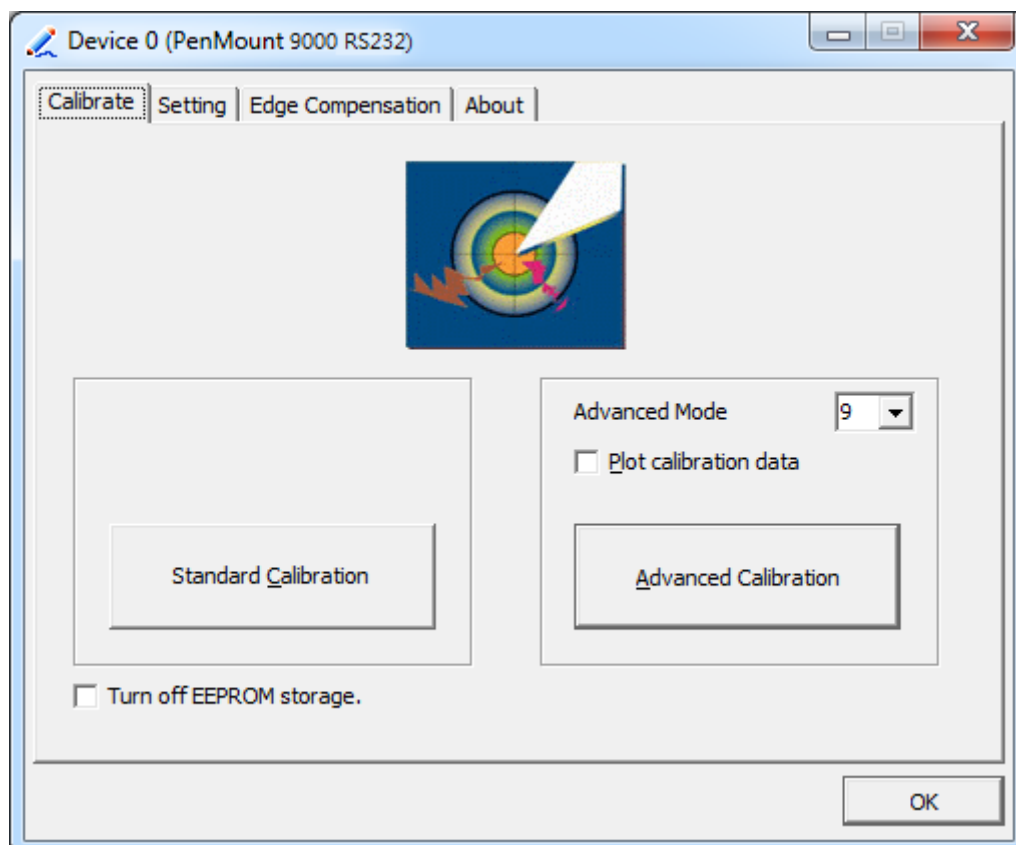 Device 0 (PenMount 9000 RS232)
Calibrate Setting Edge Compensation About
Advanced Mode 9
Plot calibration data
Standard Calibration
Advanced Calibration
Turn off EEPROM storage.
OK